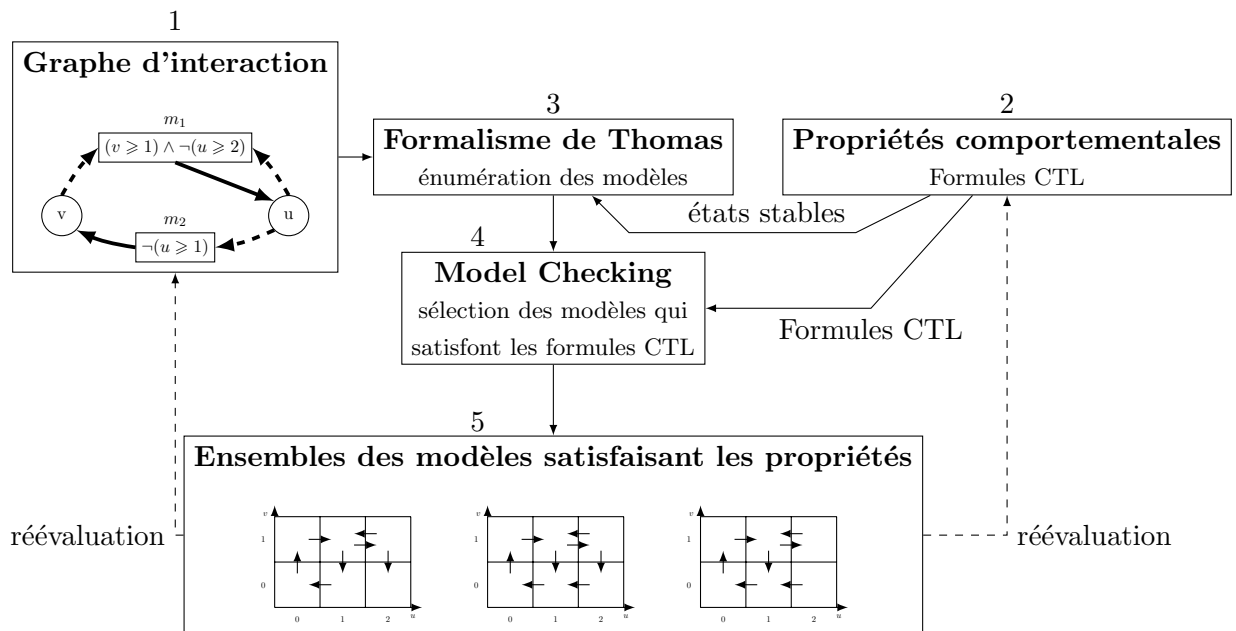 1
Graphe d'interaction
m₁
(v ⩾ 1) ∧ ¬(u ⩾ 2)
v
u
m₂
¬(u ⩾ 1)
3
Formalisme de Thomas
énumération des modèles
2
Propriétés comportementales
Formules CTL
états stables
4
Model Checking
sélection des modèles qui
satisfont les formules CTL
Formules CTL
5
Ensembles des modèles satisfaisant les propriétés
réévaluation
réévaluation
v
1
0
0 1 2 u
v
1
0
0 1 2 u
v
1
0
0 1 2 u